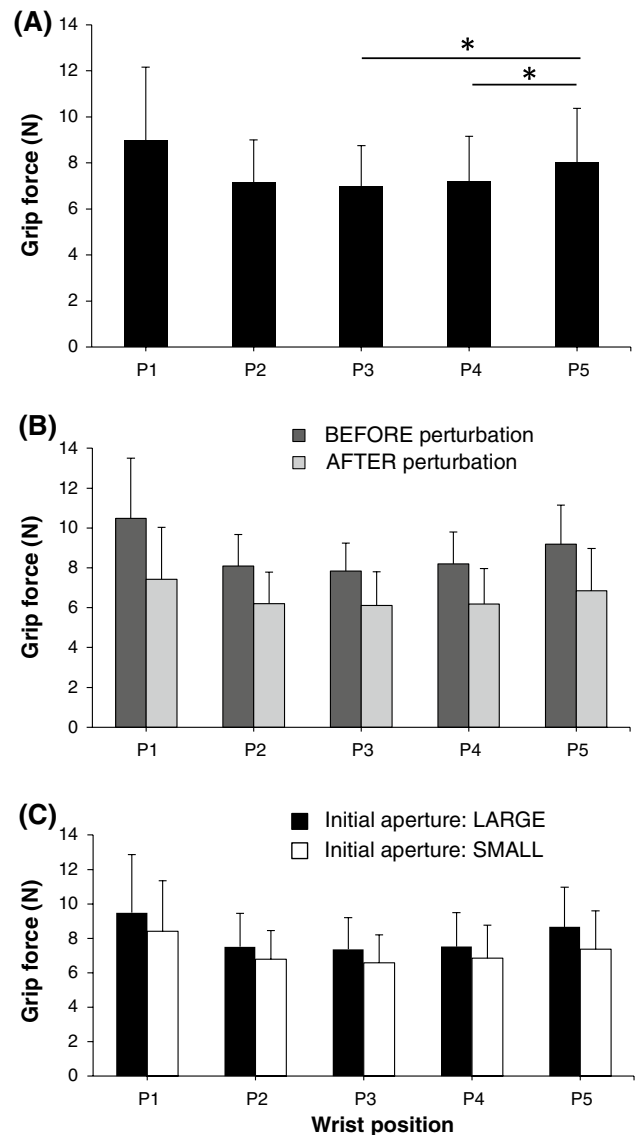 (A)
14
12
10
8
6
4
2
0
Grip force (N)
*
*
P1 P2 P3 P4 P5
(B)
BEFORE perturbation
AFTER perturbation
14
12
10
8
6
4
2
0
Grip force (N)
P1 P2 P3 P4 P5
(C)
Initial aperture: LARGE
Initial aperture: SMALL
14
12
10
8
6
4
2
0
Grip force (N)
P1 P2 P3 P4 P5
Wrist position